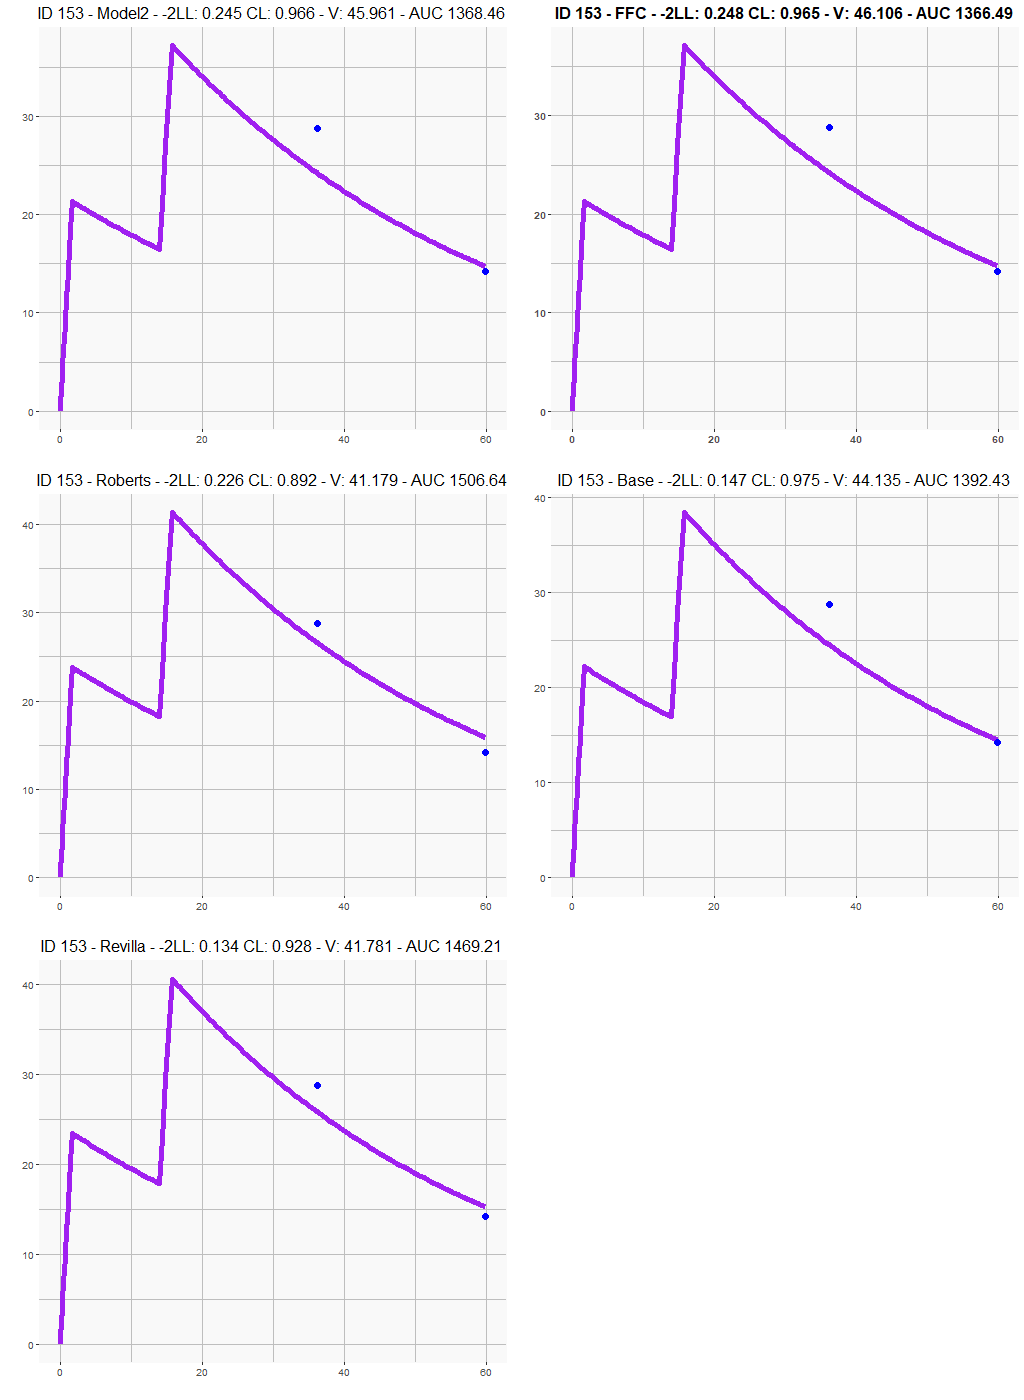 ID 153 - Model2 - -2LL: 0.245 CL: 0.966 - V: 45.961 - AUC 1368.46
30
20
10
0
0 20 40 60
ID 153 - FFC - -2LL: 0.248 CL: 0.965 - V: 46.106 - AUC 1366.49
30
20
10
0
0 20 40 60
ID 153 - Roberts - -2LL: 0.226 CL: 0.892 - V: 41.179 - AUC 1506.64
40
30
20
10
0
0 20 40 60
ID 153 - Base - -2LL: 0.147 CL: 0.975 - V: 44.135 - AUC 1392.43
40
30
20
10
0
0 20 40 60
ID 153 - Revilla - -2LL: 0.134 CL: 0.928 - V: 41.781 - AUC 1469.21
40
30
20
10
0
0 20 40 60